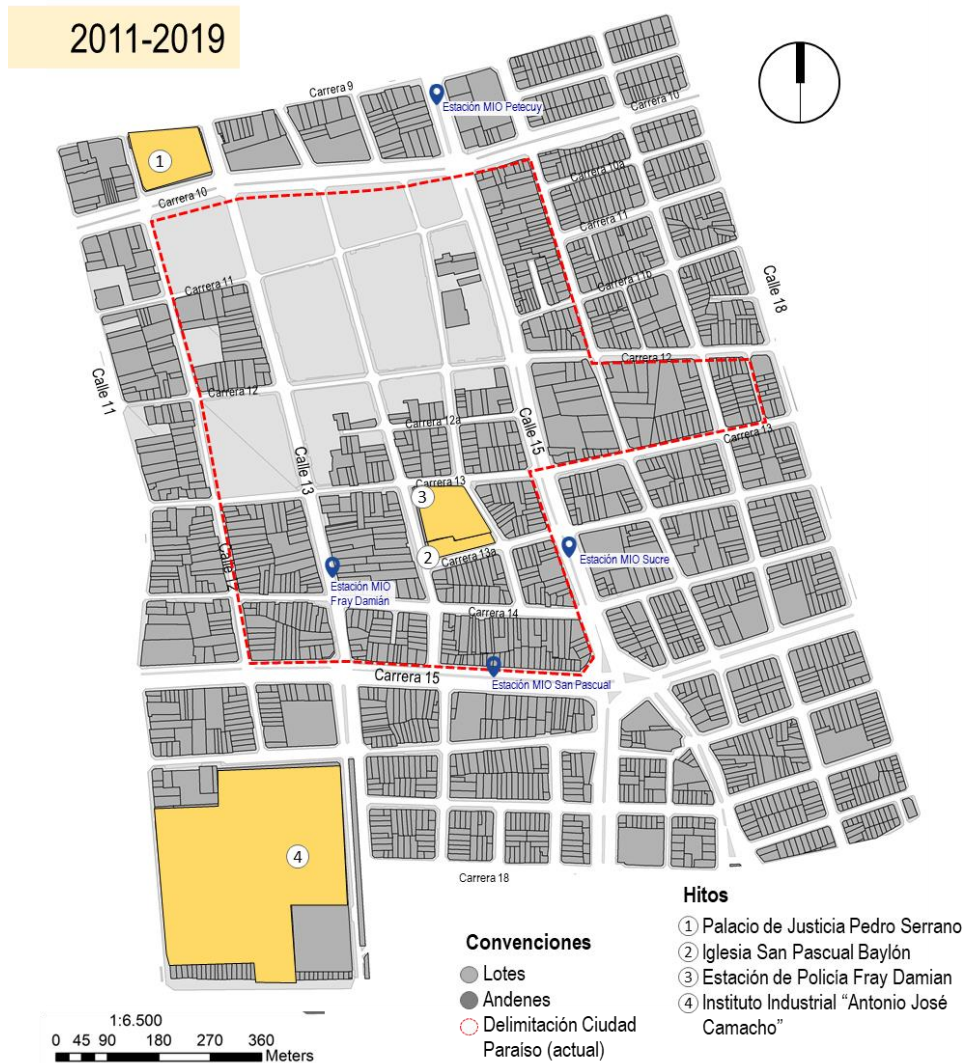 2011-2019
Carrera 9
Estación MIO Petecuy
Carrera 10
1
Carrera 10a
Carrera 10
Carrera 11
Carrera 11
Carrera 11b
Calle 18
Carrera 12
Calle 11
Carrera 12
Carrera 12a
Calle 15
Carrera 13
Calle 13
Carrera 13
3
2
Carrera 13a
Estación MIO Sucre
Estación MIO
Fray Damián
Carrera 14
Carrera 15
Estación MIO San Pascual
4
Carrera 18
Hitos
1 Palacio de Justicia Pedro Serrano
2 Iglesia San Pascual Baylón
3 Estación de Policía Fray Damian
4 Instituto Industrial “Antonio José
Camacho”
Convenciones
Lotes
Andenes
Delimitación Ciudad
Paraíso (actual)
1:6.500
0 45 90 180 270 360
Meters